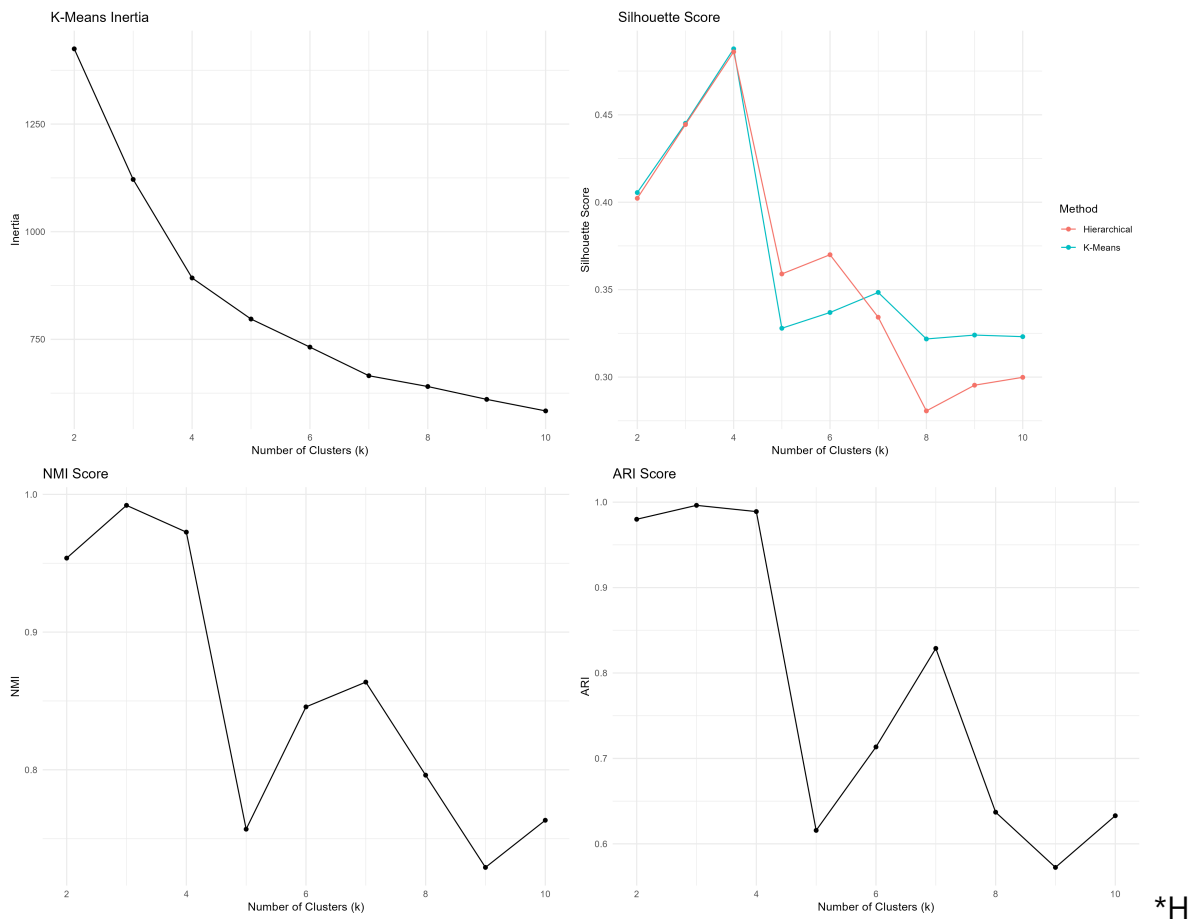 K-Means Inertia
1250
1000
750
Inertia
2 4 6 8 10
Number of Clusters (k)
Silhouette Score
0.45
0.40
0.35
0.30
Silhouette Score
2 4 6 8 10
Number of Clusters (k)
Method
Hierarchical
K-Means
NMI Score
1.0
0.9
0.8
NMI
2 4 6 8 10
Number of Clusters (k)
ARI Score
1.0
0.9
0.8
0.7
0.6
ARI
2 4 6 8 10
Number of Clusters (k)
*H